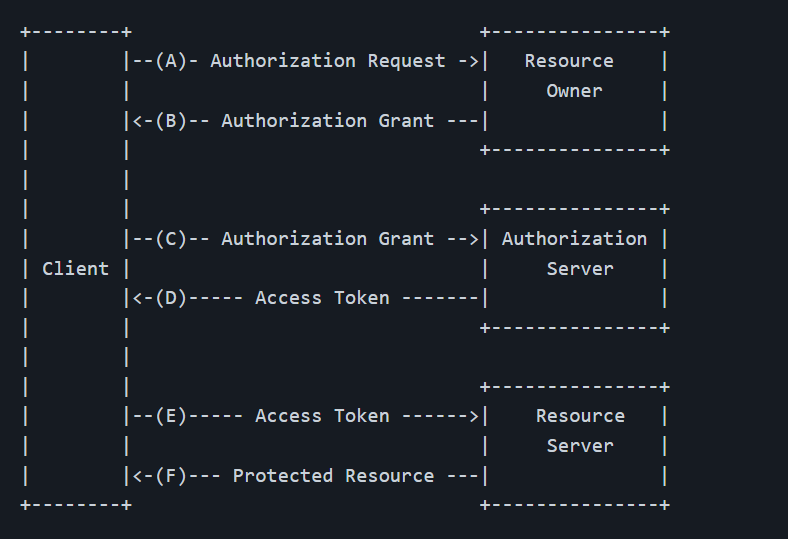 +--------+                               +---------------+
|        |--(A)- Authorization Request ->|   Resource    |
|        |                               |     Owner     |
|        |<-(B)-- Authorization Grant ---|               |
|        |                               +---------------+
|        |
|        |                               +---------------+
|        |--(C)-- Authorization Grant -->| Authorization |
| Client |                               |     Server    |
|        |<-(D)----- Access Token -------|               |
|        |                               +---------------+
|        |
|        |                               +---------------+
|        |--(E)----- Access Token ------>|    Resource   |
|        |                               |     Server    |
|        |<-(F)--- Protected Resource ---|               |
+--------+                               +---------------+